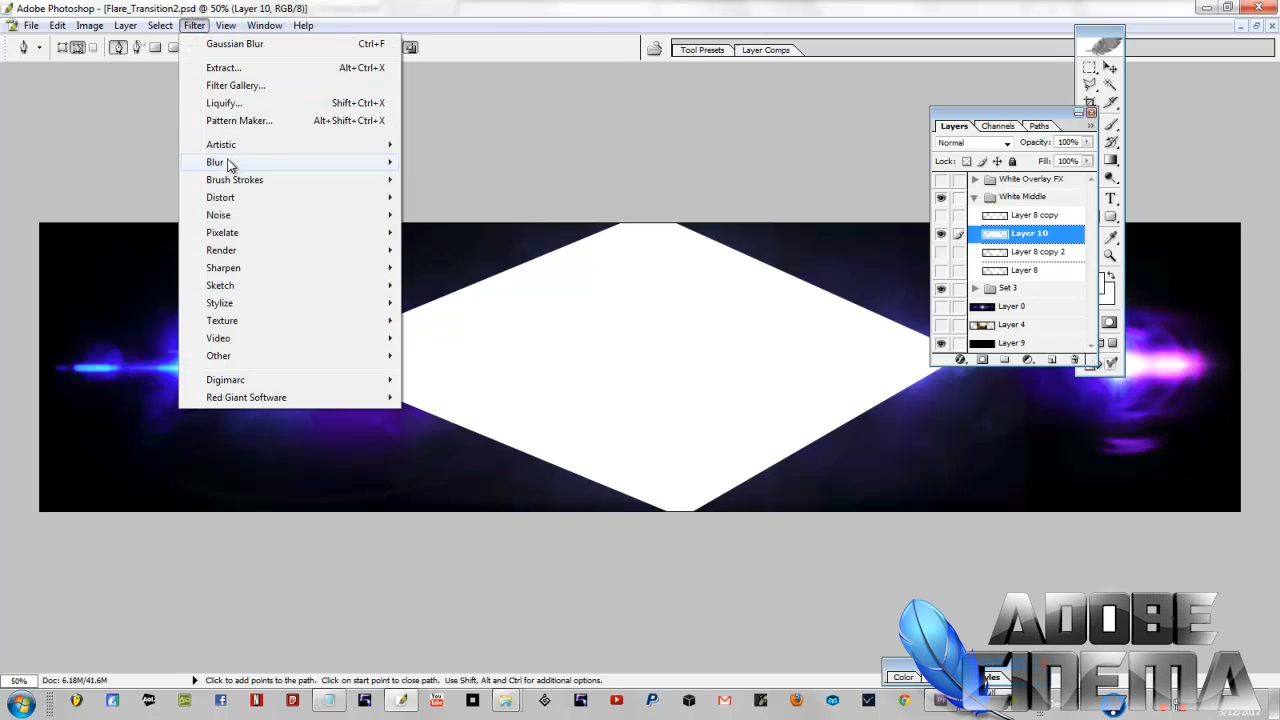 Adobe Photoshop - [Flare_Transition2.psd @ 50% (Layer 10, RGB/8)]
File Edit Image Layer Select Filter View Window Help
Tool Presets Layer Comps
Gaussian Blur Ctrl+F
Extract... Alt+Ctrl+X
Filter Gallery...
Liquify... Shift+Ctrl+X
Pattern Maker... Alt+Shift+Ctrl+X
Artistic
Blur
Brush Strokes
Distort
Noise
Pixelate
Render
Sharpen
Sketch
Stylize
Texture
Video
Other
Digimarc
Red Giant Software
Layers Channels Paths
Normal Opacity: 100%
Lock: Fill: 100%
White Overlay FX
White Middle
Layer 8 copy
Layer 10
Layer 8 copy 2
Layer 8
Set 3
Layer 0
Layer 4
Layer 9
ADOBE
CINEMA
Color
50% Doc: 6.18M/41.6M Click to add points to the path. Click on start point to close path. Use Shift, Alt, and Ctrl for additional options.